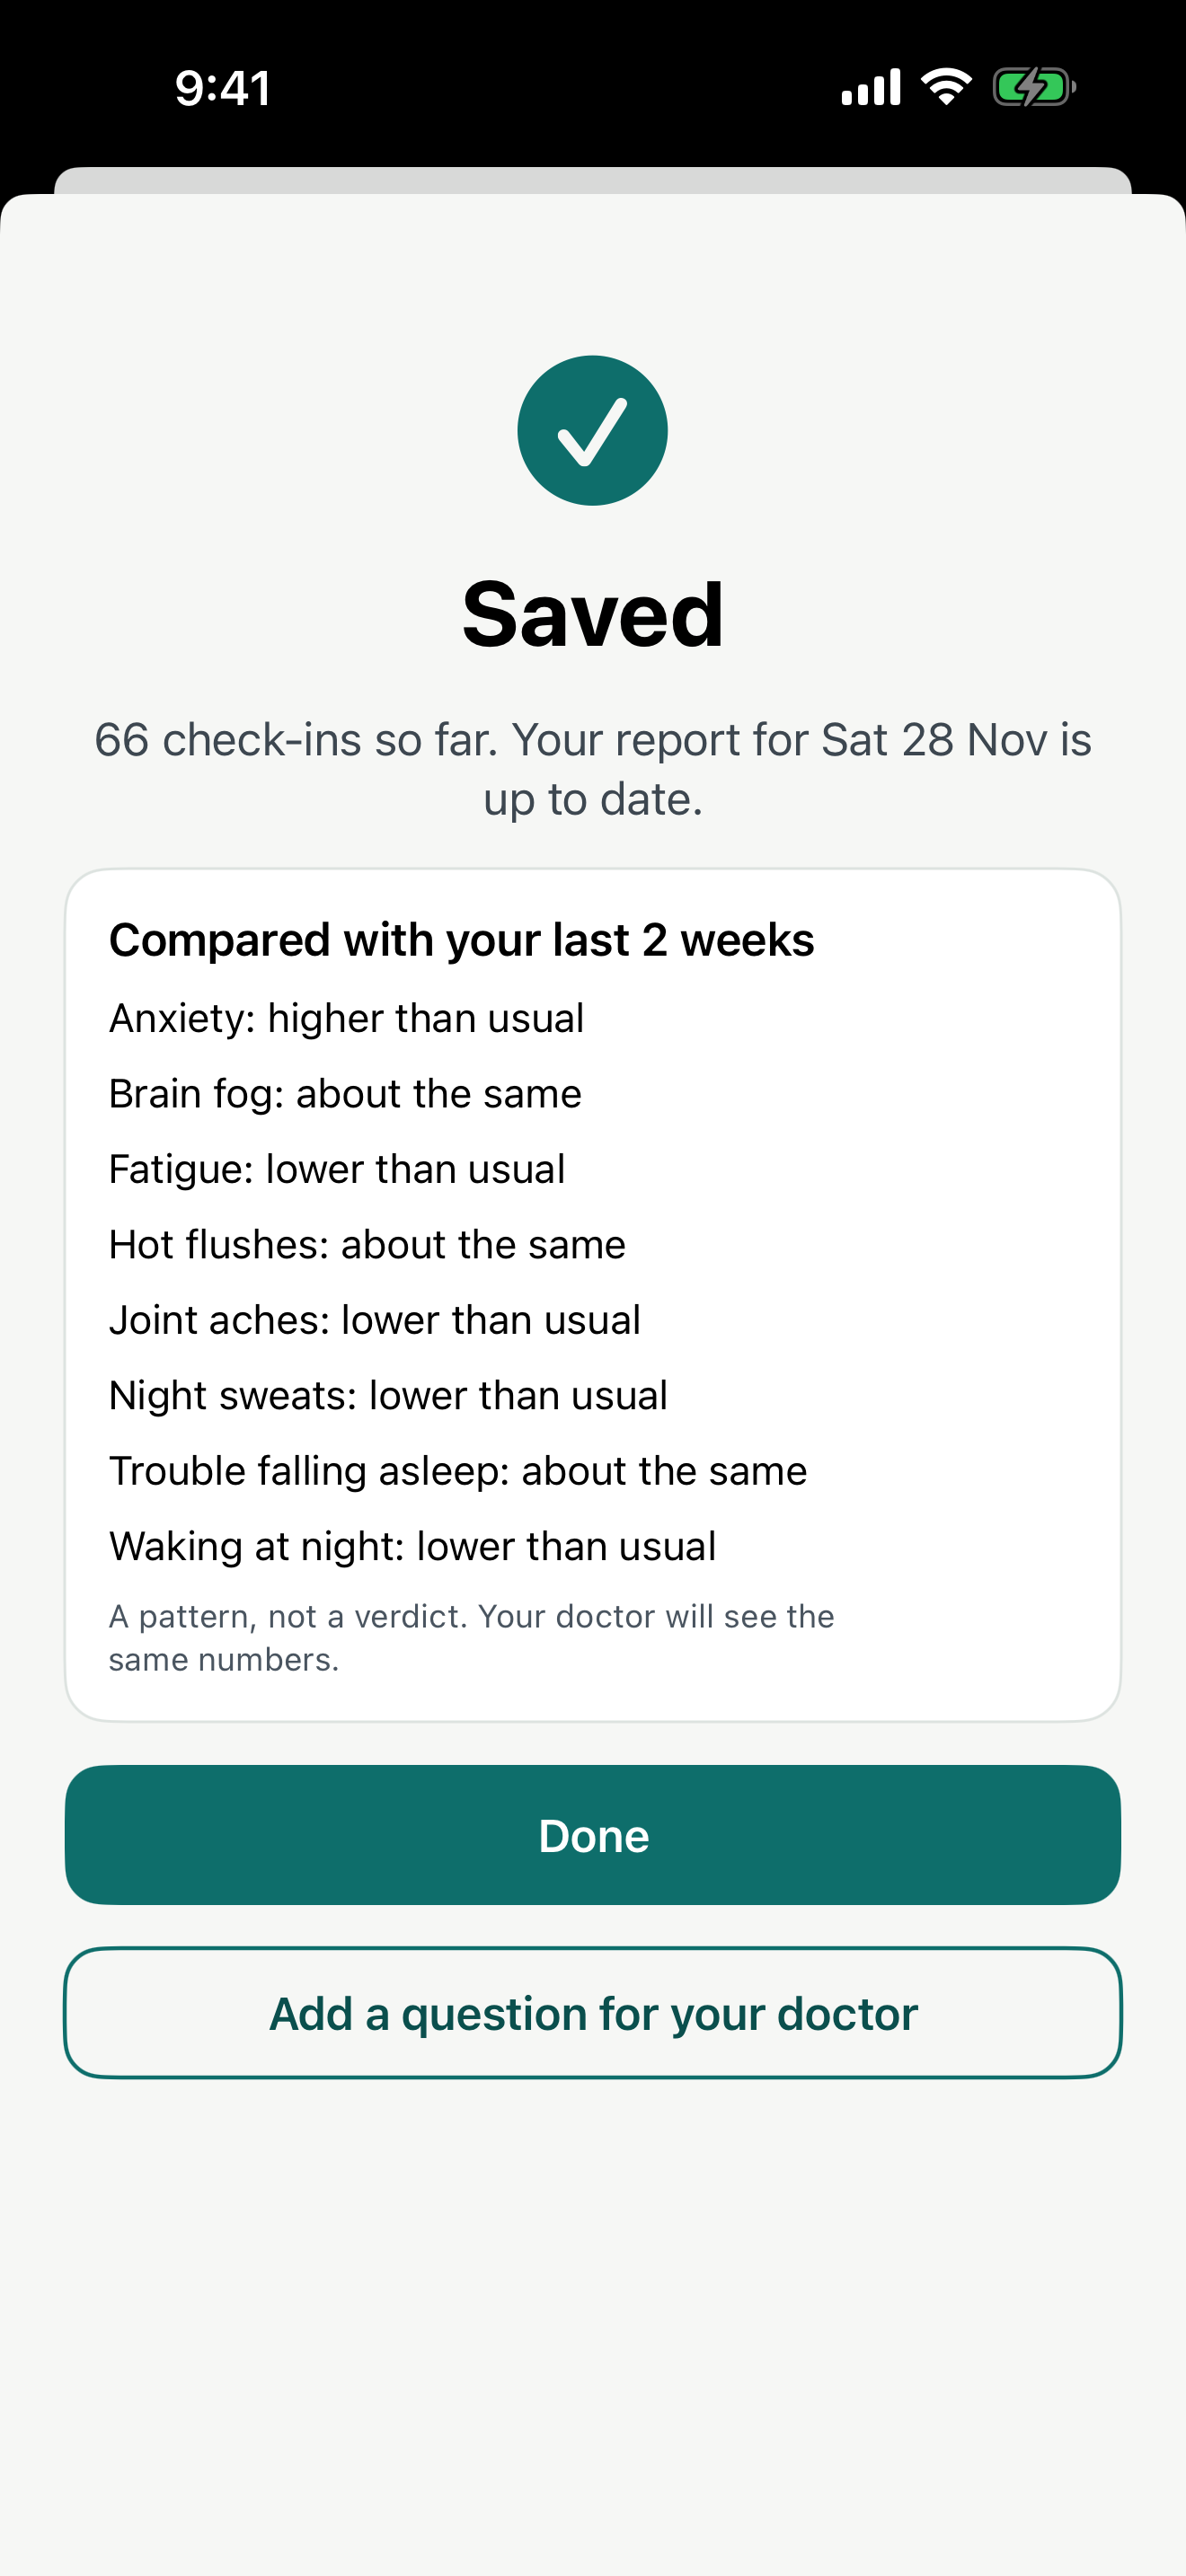 9:41
Saved
66 check-ins so far. Your report for Sat 28 Nov is
up to date.
Compared with your last 2 weeks
Anxiety: higher than usual
Brain fog: about the same
Fatigue: lower than usual
Hot flushes: about the same
Joint aches: lower than usual
Night sweats: lower than usual
Trouble falling asleep: about the same
Waking at night: lower than usual
A pattern, not a verdict. Your doctor will see the
same numbers.
Done
Add a question for your doctor